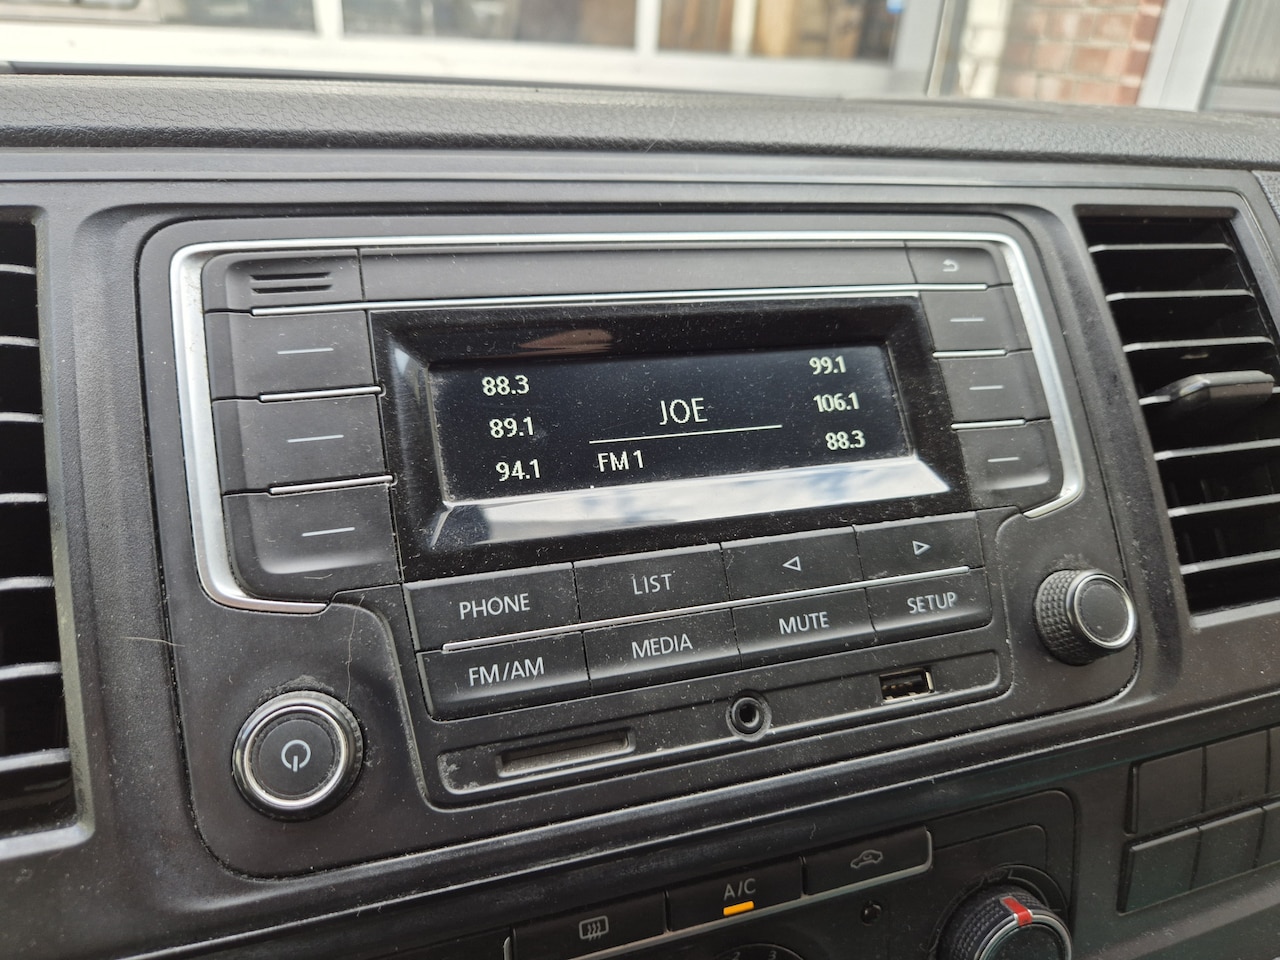 88.3
89.1
94.1
JOE
FM1
99.1
106.1
88.3
PHONE
LIST
FM/AM
MEDIA
MUTE
SETUP
A/C